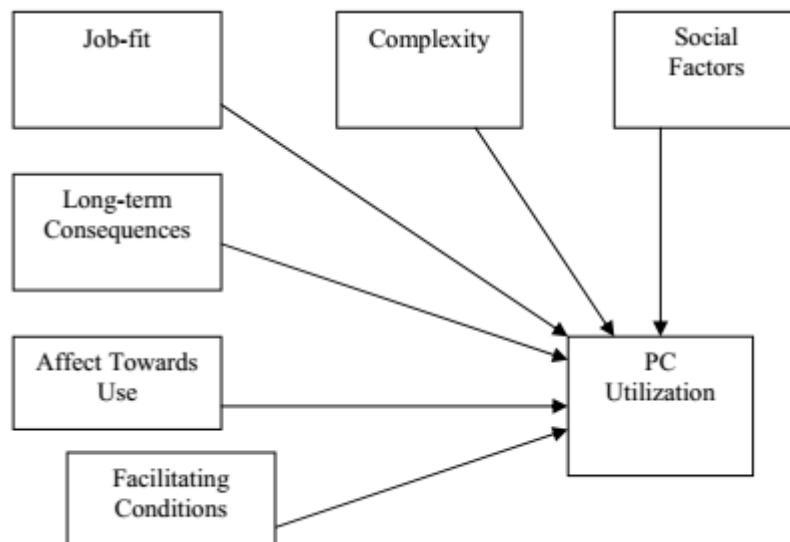 Job-fit
Complexity
Social
Factors
Long-term
Consequences
Affect Towards
Use
PC
Utilization
Facilitating
Conditions